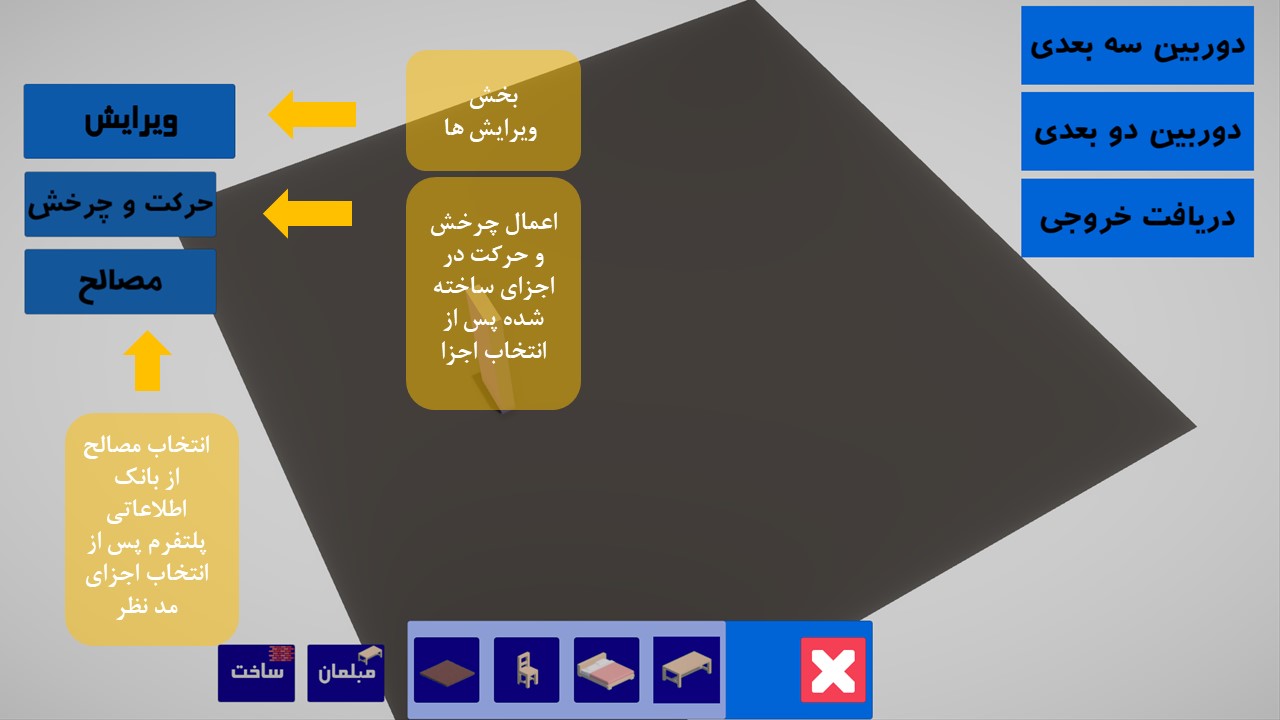 دوربین سه بعدی
دوربین دو بعدی
دریافت خروجی
بخش
ویرایش ها
ویرایش
اعمال چرخش
و حرکت در
اجزای ساخته
شده پس از
انتخاب اجزا
حرکت و چرخش
مصالح
انتخاب مصالح
از بانک
اطلاعاتی
پلتفرم پس از
انتخاب اجزای
مد نظر
مبلمان
ساخت